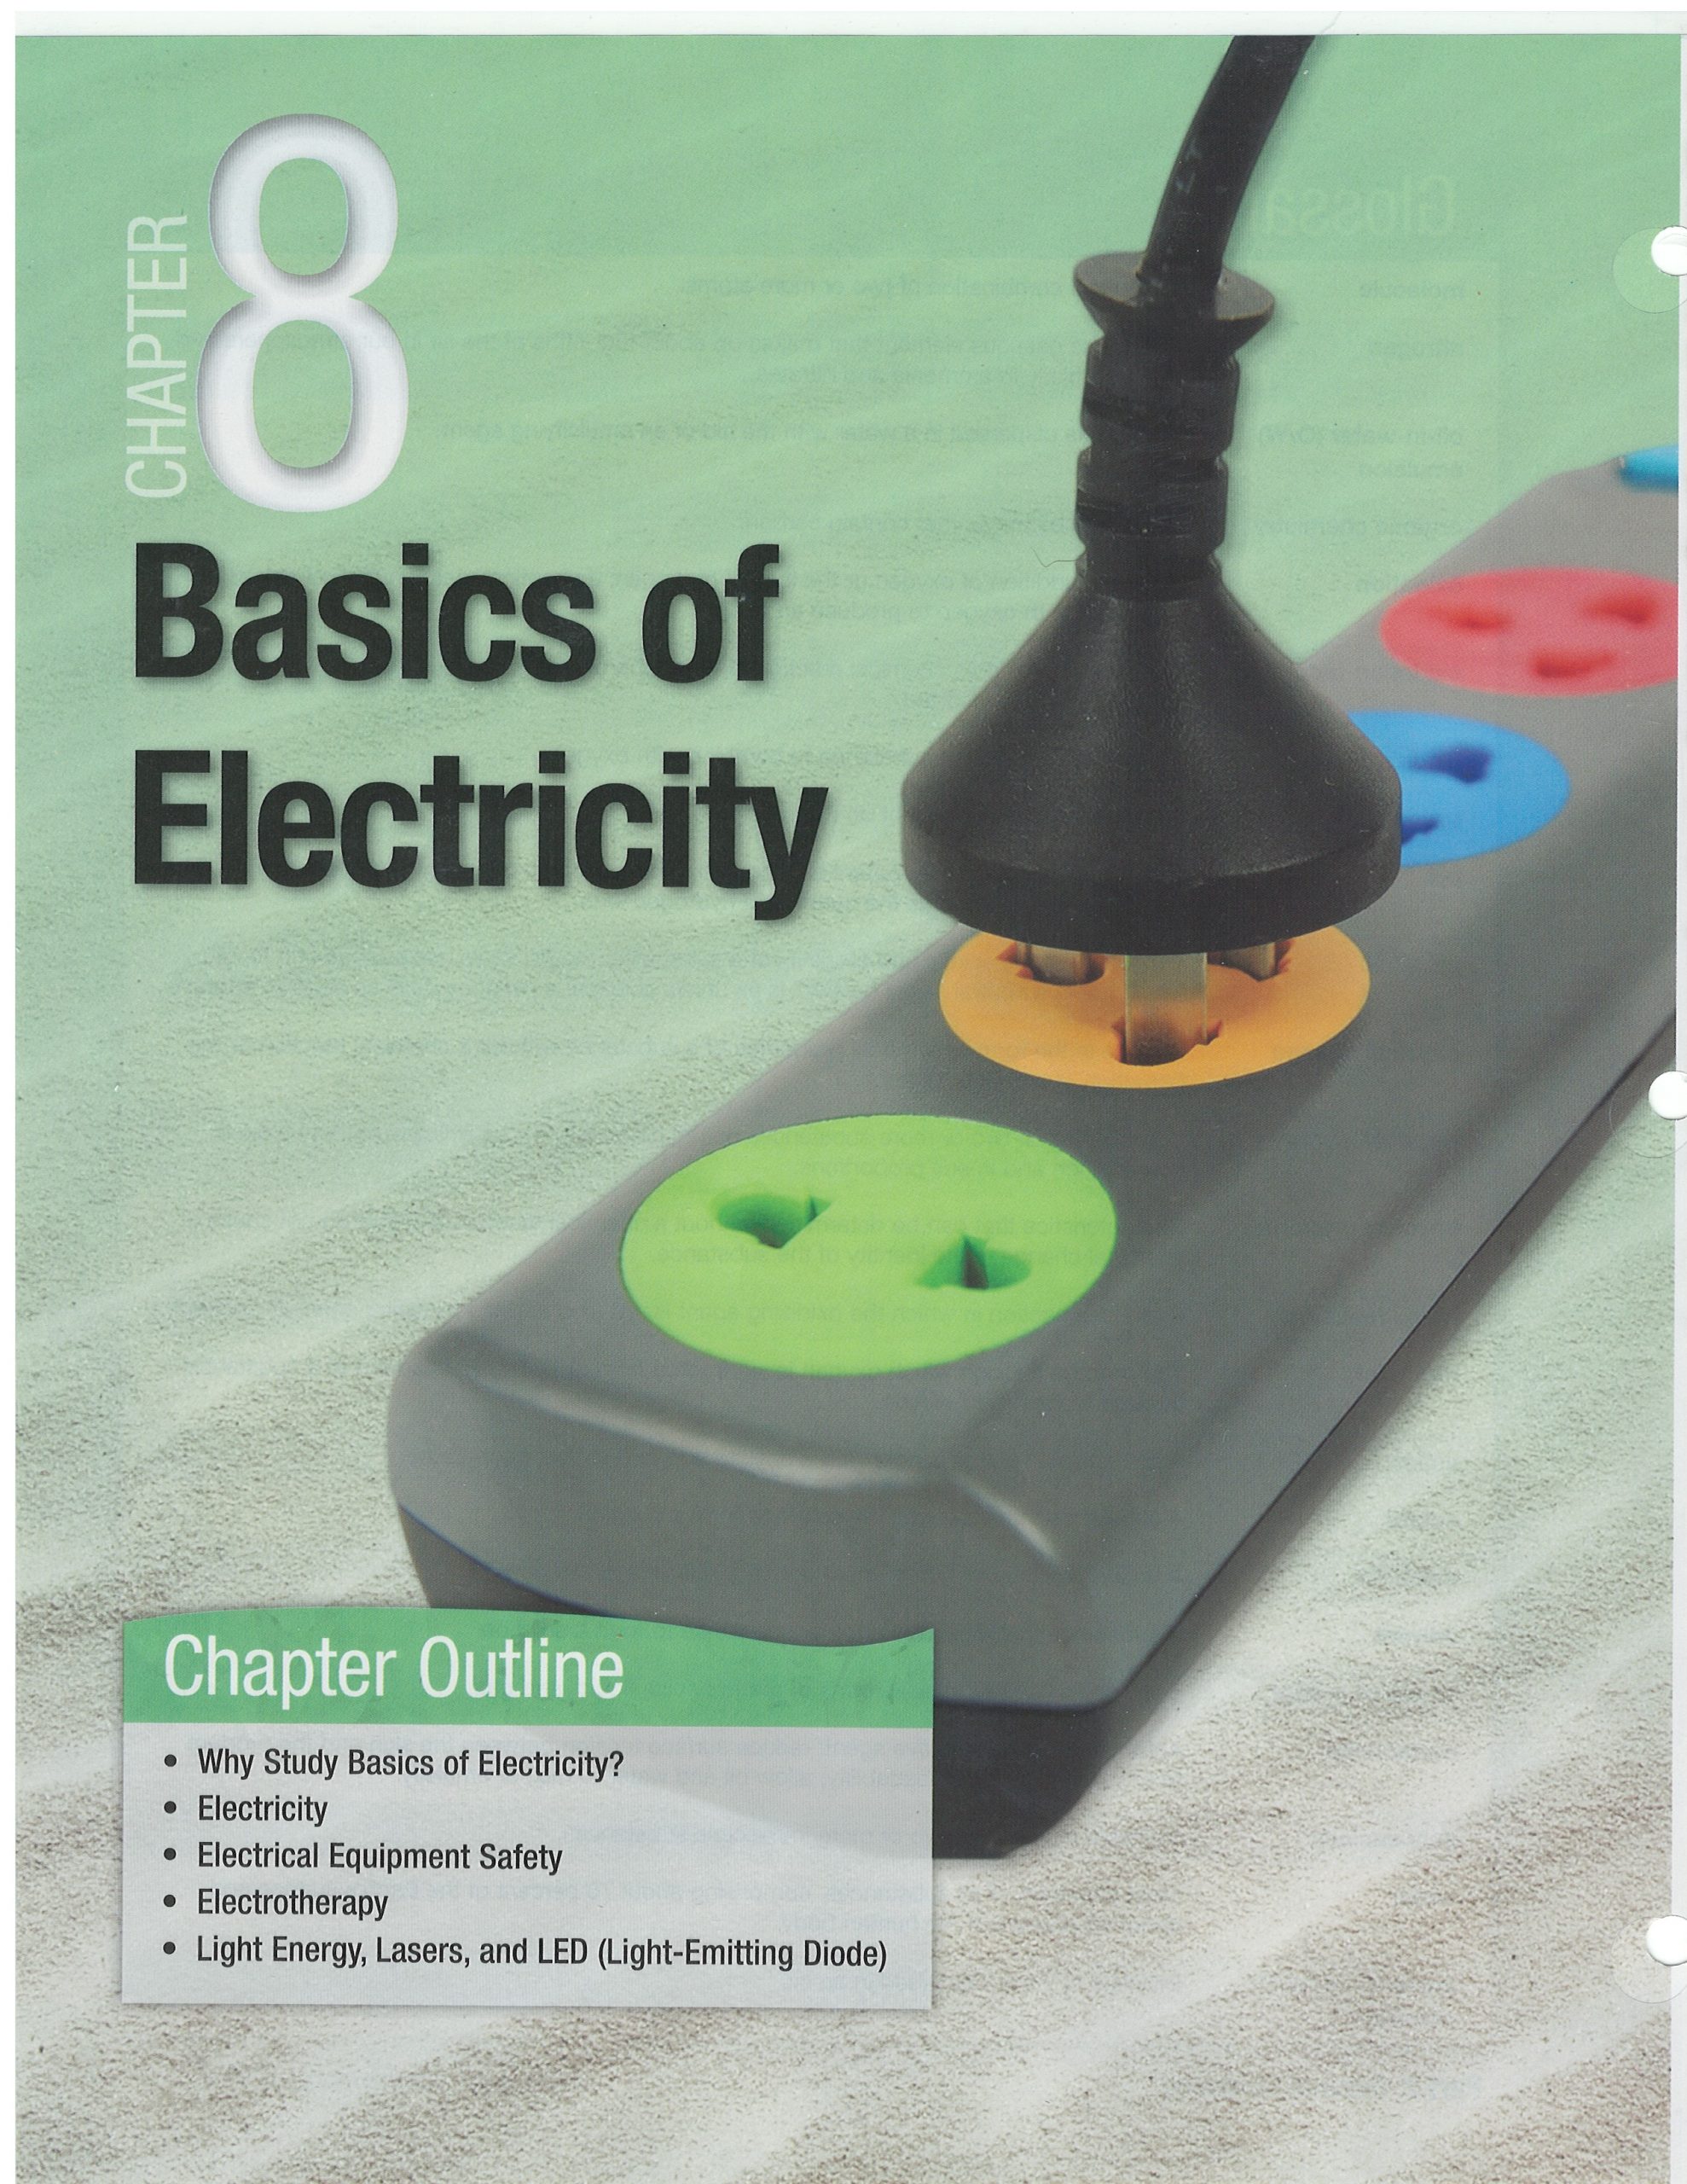 CHAPTER
8
Basics of
Electricity
Chapter Outline
• Why Study Basics of Electricity?
• Electricity
• Electrical Equipment Safety
• Electrotherapy
• Light Energy, Lasers, and LED (Light-Emitting Diode)